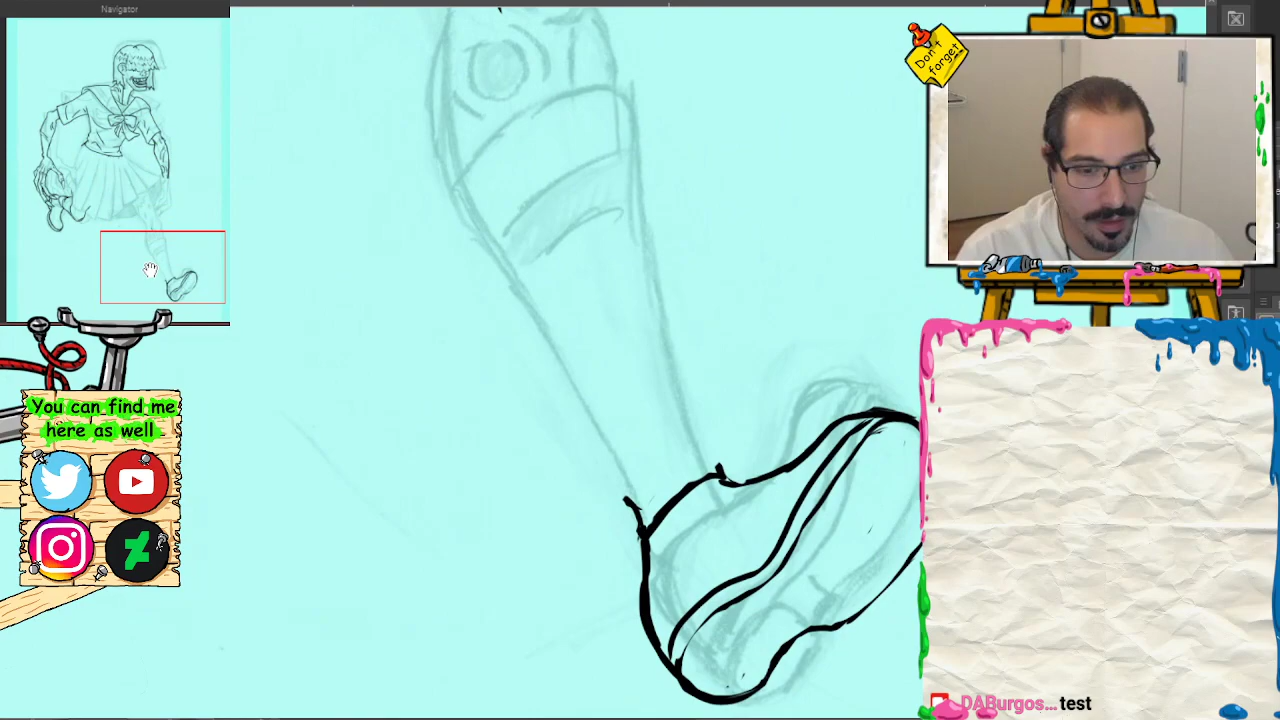 Navigator
Don't
forget
You can find me
here as well
DABurgos... test